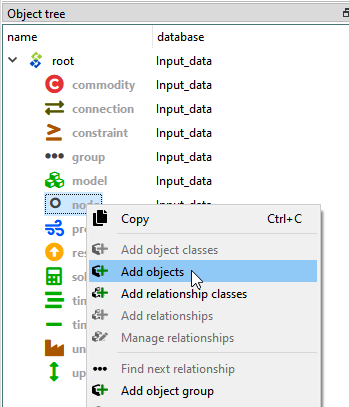 Object tree
name database
root Input_data
commodity Input_data
connection Input_data
constraint Input_data
group Input_data
model Input_data
node Input_data
Copy Ctrl+C
Add object classes
Add objects
Add relationship classes
Add relationships
Manage relationships
Find next relationship
Add object group